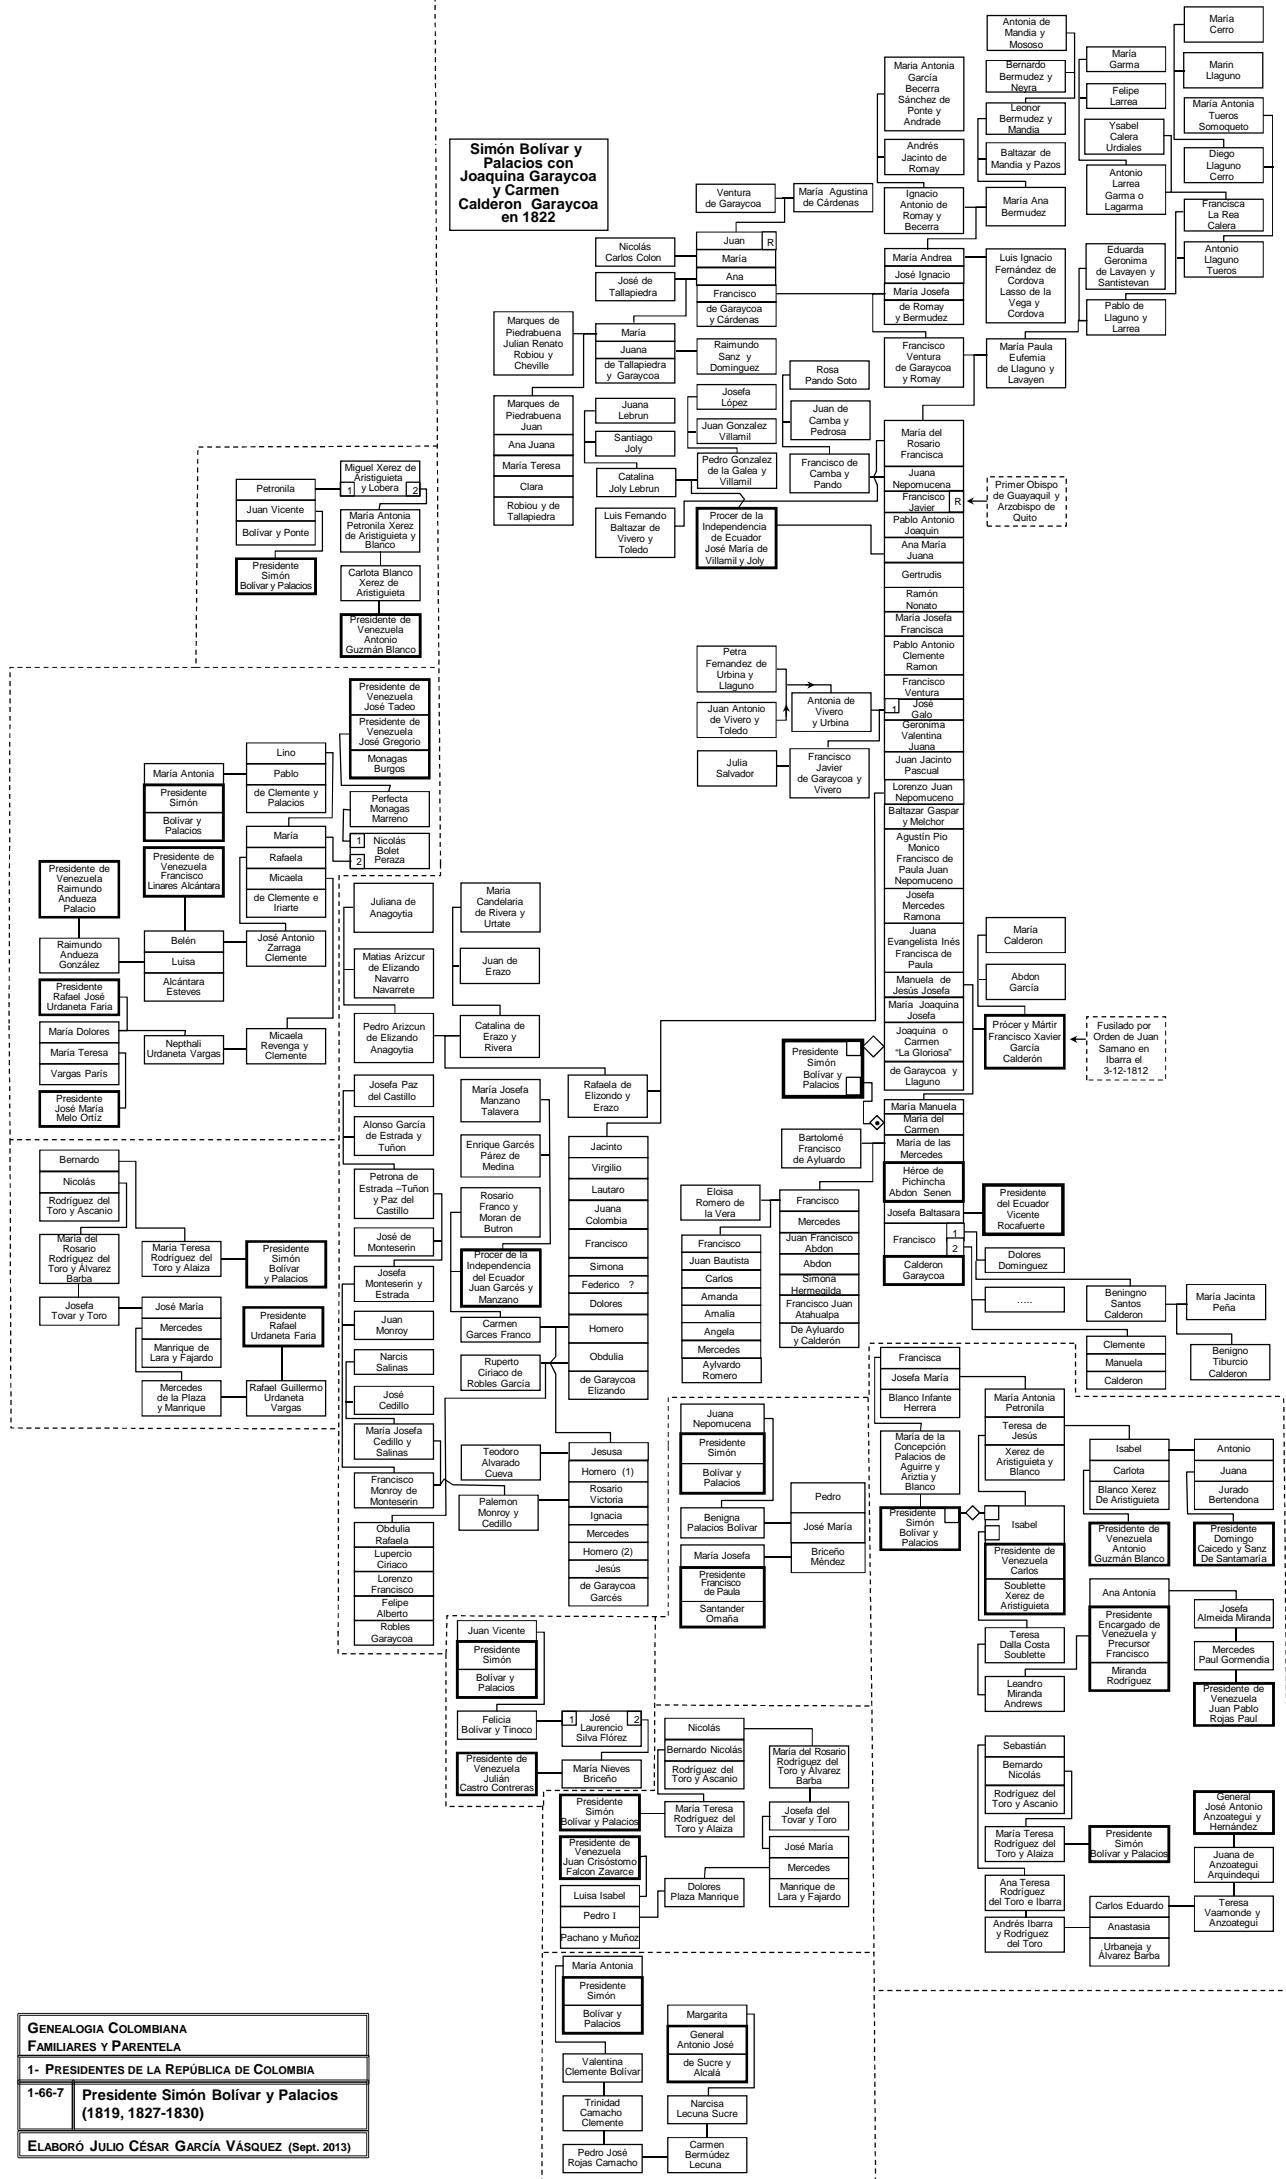 Simón Bolívar y
Palacios con
Joaquina Garaycoa
y Carmen
Calderon Garaycoa
en 1822
Antonia de
Mandia y
Mososo
Bernardo
Bermudez y
Neyra
Leonor
Bermudez y
Mandia
Baltazar de
Mandia y Pazos
María Ana
Bermudez
María
Garma
Felipe
Larrea
Ysabel
Calera
Urdiales
Antonio
Larrea
Garma o
Lagarma
María
Cerro
Marin
Llaguno
María Antonia
Tueros
Somoqueto
Diego
Llaguno
Cerro
Francisca
La Rea
Calera
Antonio
Llaguno
Tueros
Maria Antonia
García
Becerra
Sánchez de
Ponte y
Andrade
Andrés
Jacinto de
Romay
Ignacio
Antonio de
Romay y
Becerra
Ventura
de Garaycoa
María Agustina
de Cárdenas
Nicolás
Carlos Colon
José de
Tallapiedra
Juan
R
María
Ana
Francisco
de Garaycoa
y Cárdenas
María Andrea
José Ignacio
María Josefa
de Romay
y Bermudez
Luis Ignacio
Fernández de
Cordova
Lasso de la
Vega y
Cordova
Eduarda
Geronima
de Lavayen y
Santistevan
Pablo de
Llaguno y
Larrea
Marques de
Piedrabuena
Julian Renato
Robiou y
Cheville
María
Juana
de Tallapiedra
y Garaycoa
Raimundo
Sanz y
Dominguez
Francisco
Ventura
de Garaycoa
y Romay
María Paula
Eufemia
de Llaguno y
Lavayen
Marques de
Piedrabuena
Juan
Ana Juana
María Teresa
Clara
Robiou y de
Tallapiedra
Juana
Lebrun
Santiago
Joly
Catalina
Joly Lebrun
Josefa
López
Juan Gonzalez
Villamil
Pedro Gonzalez
de la Galea y
Villamil
Rosa
Pando Soto
Juan de
Camba y
Pedrosa
Francisco de
Camba y
Pando
Luis Fernando
Baltazar de
Vivero y
Toledo
Procer de la
Independencia
de Ecuador
José María de
Villamil y Joly
María del
Rosario
Francisca
Juana
Nepomucena
Francisco
Javier
R
Pablo Antonio
Joaquin
Ana María
Juana
Gertrudis
Ramón
Nonato
María Josefa
Francisca
Pablo Antonio
Clemente
Ramon
Francisco
Ventura
1
José
Galo
Geronima
Valentina
Juana
Juan Jacinto
Pascual
Lorenzo Juan
Nepomuceno
Baltazar Gaspar
y Melchor
Agustín Pio
Monico
Francisco de
Paula Juan
Nepomuceno
Josefa
Mercedes
Ramona
Juana
Evangelista Inés
Francisca de
Paula
Manuela de
Jesús Josefa
María Joaquina
Josefa
Joaquina o
Carmen
“La Gloriosa”
de Garaycoa y
Llaguno
Primer Obispo
de Guayaquil y
Arzobispo de
Quito
Petra
Fernandez de
Urbina y
Llaguno
Juan Antonio
de Vivero y
Toledo
Antonia de
Vivero
y Urbina
Julia
Salvador
Francisco
Javier
de Garaycoa y
Vivero
María
Calderon
Abdon
García
Prócer y Mártir
Francisco Xavier
García
Calderón
Fusilado por
Orden de Juan
Samano en
Ibarra el
3-12-1812
Presidente
Simón
Bolívar y
Palacios
María Manuela
María del
Carmen
María de las
Mercedes
Héroe de
Pichincha
Abdon Senen
Josefa Baltasara
Francisco
1
2
Calderon
Garaycoa
Presidente
del Ecuador
Vicente
Rocafuerte
Dolores
Dominguez
.....
Beningno
Santos
Calderon
María Jacinta
Peña
Clemente
Manuela
Calderon
Benigno
Tiburcio
Calderon
Bartolomé
Francisco
de Ayluardo
Eloisa
Romero de
la Vera
Francisco
Mercedes
Juan Francisco
Abdon
Abdon
Simona
Hermegilda
Francisco Juan
Atahualpa
De Ayluardo
y Calderón
Francisco
Juan Bautista
Carlos
Amanda
Amalia
Angela
Mercedes
Aylvardo
Romero
Petronila
Juan Vicente
Bolívar y Ponte
Presidente
Simón
Bolívar y Palacios
Miguel Xerez de
Aristiguieta
y Lobera
1
2
María Antonia
Petronila Xerez
de Aristiguieta y
Blanco
Carlota Blanco
Xerez de
Aristiguieta
Presidente de
Venezuela
Antonio
Guzmán Blanco
Presidente de
Venezuela
José Tadeo
Presidente de
Venezuela
José Gregorio
Monagas
Burgos
Perfecta
Monagas
Marreno
1
2
Nicolás
Bolet
Peraza
Lino
Pablo
de Clemente y
Palacios
María Antonia
Presidente
Simón
Bolívar y
Palacios
María
Rafaela
Micaela
de Clemente e
Iriarte
Presidente de
Venezuela
Francisco
Linares Alcántara
Presidente de
Venezuela
Raimundo
Andueza
Palacio
Raimundo
Andueza
González
Belén
Luisa
Alcántara
Esteves
José Antonio
Zarraga
Clemente
Presidente
Rafael José
Urdaneta Faria
María Dolores
María Teresa
Vargas París
Presidente
José María
Melo Ortíz
Nepthali
Urdaneta Vargas
Micaela
Revenga y
Clemente
Juliana de
Anagoytia
Matias Arizcur
de Elizando
Navarro
Navarrete
Pedro Arizcun
de Elizando
Anagoytia
Maria
Candelaria
de Rivera y
Urtate
Juan de
Erazo
Catalina de
Erazo y
Rivera
Rafaela de
Elizondo y
Erazo
Josefa Paz
del Castillo
Alonso García
de Estrada y
Tuñon
Petrona de
Estrada –Tuñon
y Paz del
Castillo
José de
Monteserin
Josefa
Monteserin y
Estrada
Juan
Monroy
Narcis
Salinas
José
Cedillo
María Josefa
Cedillo y
Salinas
Francisco
Monroy de
Monteserin
María Josefa
Manzano
Talavera
Enrique Garcés
Párez de
Medina
Rosario
Franco y
Moran de
Butron
Procer de la
Independencia
del Ecuador
Juan Garcés y
Manzano
Carmen
Garces Franco
Ruperto
Ciriaco de
Robles García
Jacinto
Virgilio
Lautaro
Juana
Colombia
Francisco
Simona
Federico ?
Dolores
Homero
Obdulia
de Garaycoa
Elizando
Teodoro
Alvarado
Cueva
Palemon
Monroy y
Cedillo
Jesusa
Homero (1)
Rosario
Victoria
Ignacia
Mercedes
Homero (2)
Jesús
de Garaycoa
Garcés
Obdulia
Rafaela
Lupercio
Ciriaco
Lorenzo
Francisco
Felipe
Alberto
Robles
Garaycoa
Bernardo
Nicolás
Rodríguez del
Toro y Ascanio
María del
Rosario
Rodríguez del
Toro y Álvarez
Barba
Josefa
Tovar y Toro
María Teresa
Rodríguez del
Toro y Alaiza
Presidente
Simón
Bolívar
y Palacios
José María
Mercedes
Manrique de
Lara y Fajardo
Mercedes
de la Plaza
y Manrique
Presidente
Rafael
Urdaneta Faria
Rafael Guillermo
Urdaneta
Vargas
Juana
Nepomucena
Presidente
Simón
Bolívar y
Palacios
Benigna
Palacios Bolívar
María Josefa
Presidente
Francisco
de Paula
Santander
Omaña
Pedro
José María
Briceño
Méndez
Francisca
Josefa María
Blanco Infante
Herrera
María de la
Concepción
Palacios de
Aguirre y
Ariztia y
Blanco
Presidente
Simón
Bolívar y
Palacios
María Antonia
Petronila
Teresa de
Jesús
Xerez de
Aristiguieta y
Blanco
Isabel
Carlota
Blanco Xerez
De Aristiguieta
Antonio
Juana
Jurado
Bertendona
Isabel
Presidente de
Venezuela
Carlos
Soublette
Xerez de
Aristiguieta
Presidente de
Venezuela
Antonio
Guzmán Blanco
Presidente
Domingo
Caicedo y Sanz
De Santamaría
Teresa
Dalla Costa
Soublette
Leandro
Miranda
Andrews
Ana Antonia
Presidente
Encargado de
Venezuela y
Precursor
Francisco
Miranda
Rodríguez
Josefa
Almeida Miranda
Mercedes
Paul Gormendia
Presidente de
Venezuela
Juan Pablo
Rojas Paul
Juan Vicente
Presidente
Simón
Bolívar y
Palacios
Felicia
Bolívar y Tinoco
1
José
Laurencio
Silva Flórez
2
Presidente de
Venezuela
Julián
Castro Contreras
María Nieves
Briceño
Nicolás
Bernardo Nicolás
Rodríguez del
Toro y Ascanio
María del Rosario
Rodríguez del
Toro y Álvarez
Barba
Presidente
Simón
Bolívar y Palacios
María Teresa
Rodríguez del
Toro y Alaiza
Josefa del
Tovar y Toro
Presidente de
Venezuela
Juan Crisóstomo
Falcon Zavarce
Luisa Isabel
Pedro I
Pachano y Muñoz
Dolores
Plaza Manrique
José María
Mercedes
Manrique de
Lara y Fajardo
Sebastián
Bernardo
Nicolás
Rodríguez del
Toro y Ascanio
María Teresa
Rodríguez del
Toro y Alaiza
Presidente
Simón
Bolívar y Palacios
General
José Antonio
Anzoategui y
Hernández
Juana de
Anzoategui
Arquindequi
Teresa
Vaamonde y
Anzoategui
Ana Teresa
Rodríguez
del Toro e Ibarra
Andrés Ibarra
y Rodríguez
del Toro
Carlos Eduardo
Anastasia
Urbaneja y
Álvarez Barba
María Antonia
Presidente
Simón
Bolívar y
Palacios
Valentina
Clemente Bolívar
Trinidad
Camacho
Clemente
Pedro José
Rojas Camacho
Margarita
General
Antonio José
de Sucre y
Alcalá
Narcisa
Lecuna Sucre
Carmen
Bermúdez
Lecuna
GENEALOGIA COLOMBIANA
FAMILIARES Y PARENTELA
1- PRESIDENTES DE LA REPÚBLICA DE COLOMBIA
1-66-7
Presidente Simón Bolívar y Palacios
(1819, 1827-1830)
ELABORÓ JULIO CÉSAR GARCÍA VÁSQUEZ (Sept. 2013)